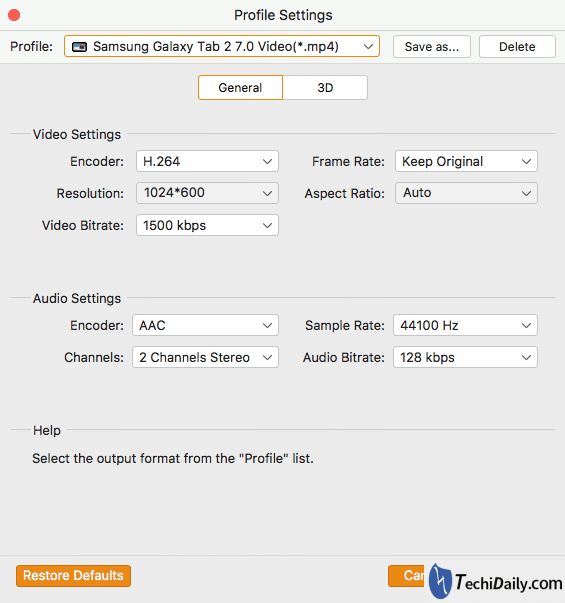 Profile Settings
Profile: Samsung Galaxy Tab 2 7.0 Video(*.mp4) Save as... Delete
General 3D
Video Settings
Encoder: H.264 Frame Rate: Keep Original
Resolution: 1024*600 Aspect Ratio: Auto
Video Bitrate: 1500 kbps
Audio Settings
Encoder: AAC Sample Rate: 44100 Hz
Channels: 2 Channels Stereo Audio Bitrate: 128 kbps
Help
Select the output format from the "Profile" list.
Restore Defaults
TechiDaily.com